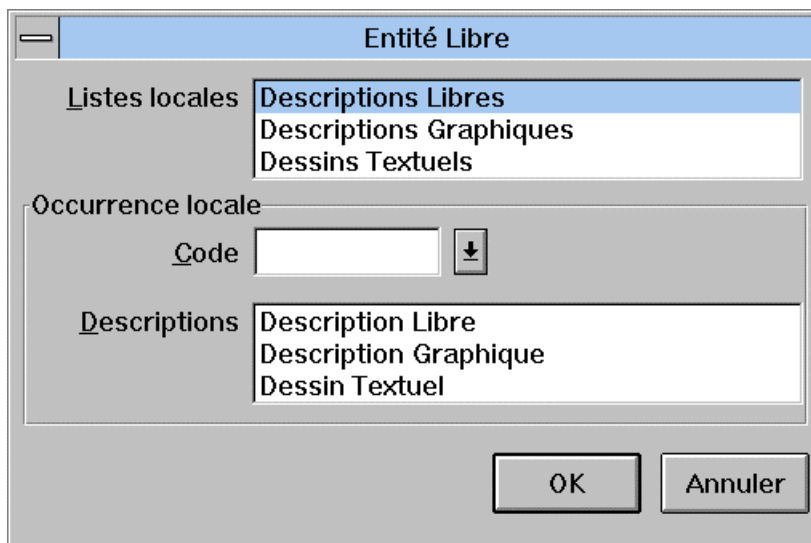 Entité Libre
Listes locales
Descriptions Libres
Descriptions Graphiques
Dessins Textuels
Occurrence locale
Code
Descriptions
Description Libre
Description Graphique
Dessin Textuel
OK
Annuler